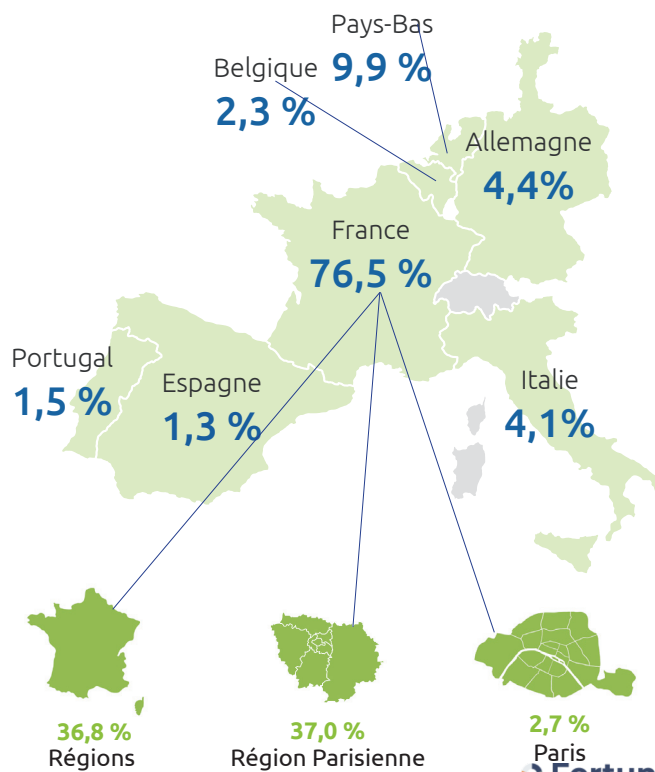 Pays-Bas
9,9 %
Belgique
2,3 %
Allemagne
4,4%
France
76,5 %
Portugal
1,5 %
Espagne
1,3 %
Italie
4,1%
36,8 %
Régions
37,0 %
Région Parisienne
2,7 %
Paris